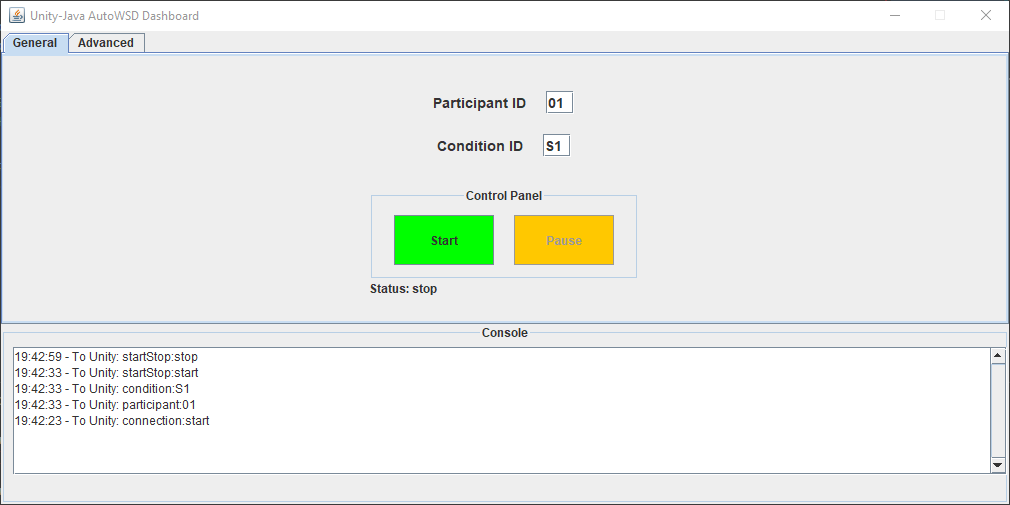 Unity-Java AutoWSD Dashboard
General Advanced
Participant ID 01
Condition ID S1
Control Panel
Start Pause
Status: stop
Console
19:42:59 - To Unity: startStop:stop
19:42:33 - To Unity: startStop:start
19:42:33 - To Unity: condition:S1
19:42:33 - To Unity: participant:01
19:42:23 - To Unity: connection:start